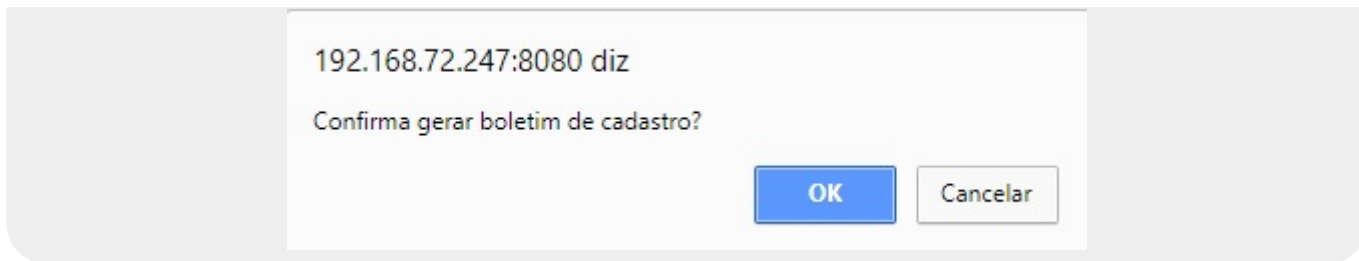 192.168.72.247:8080 diz
Confirma gerar boletim de cadastro?
OK Cancelar